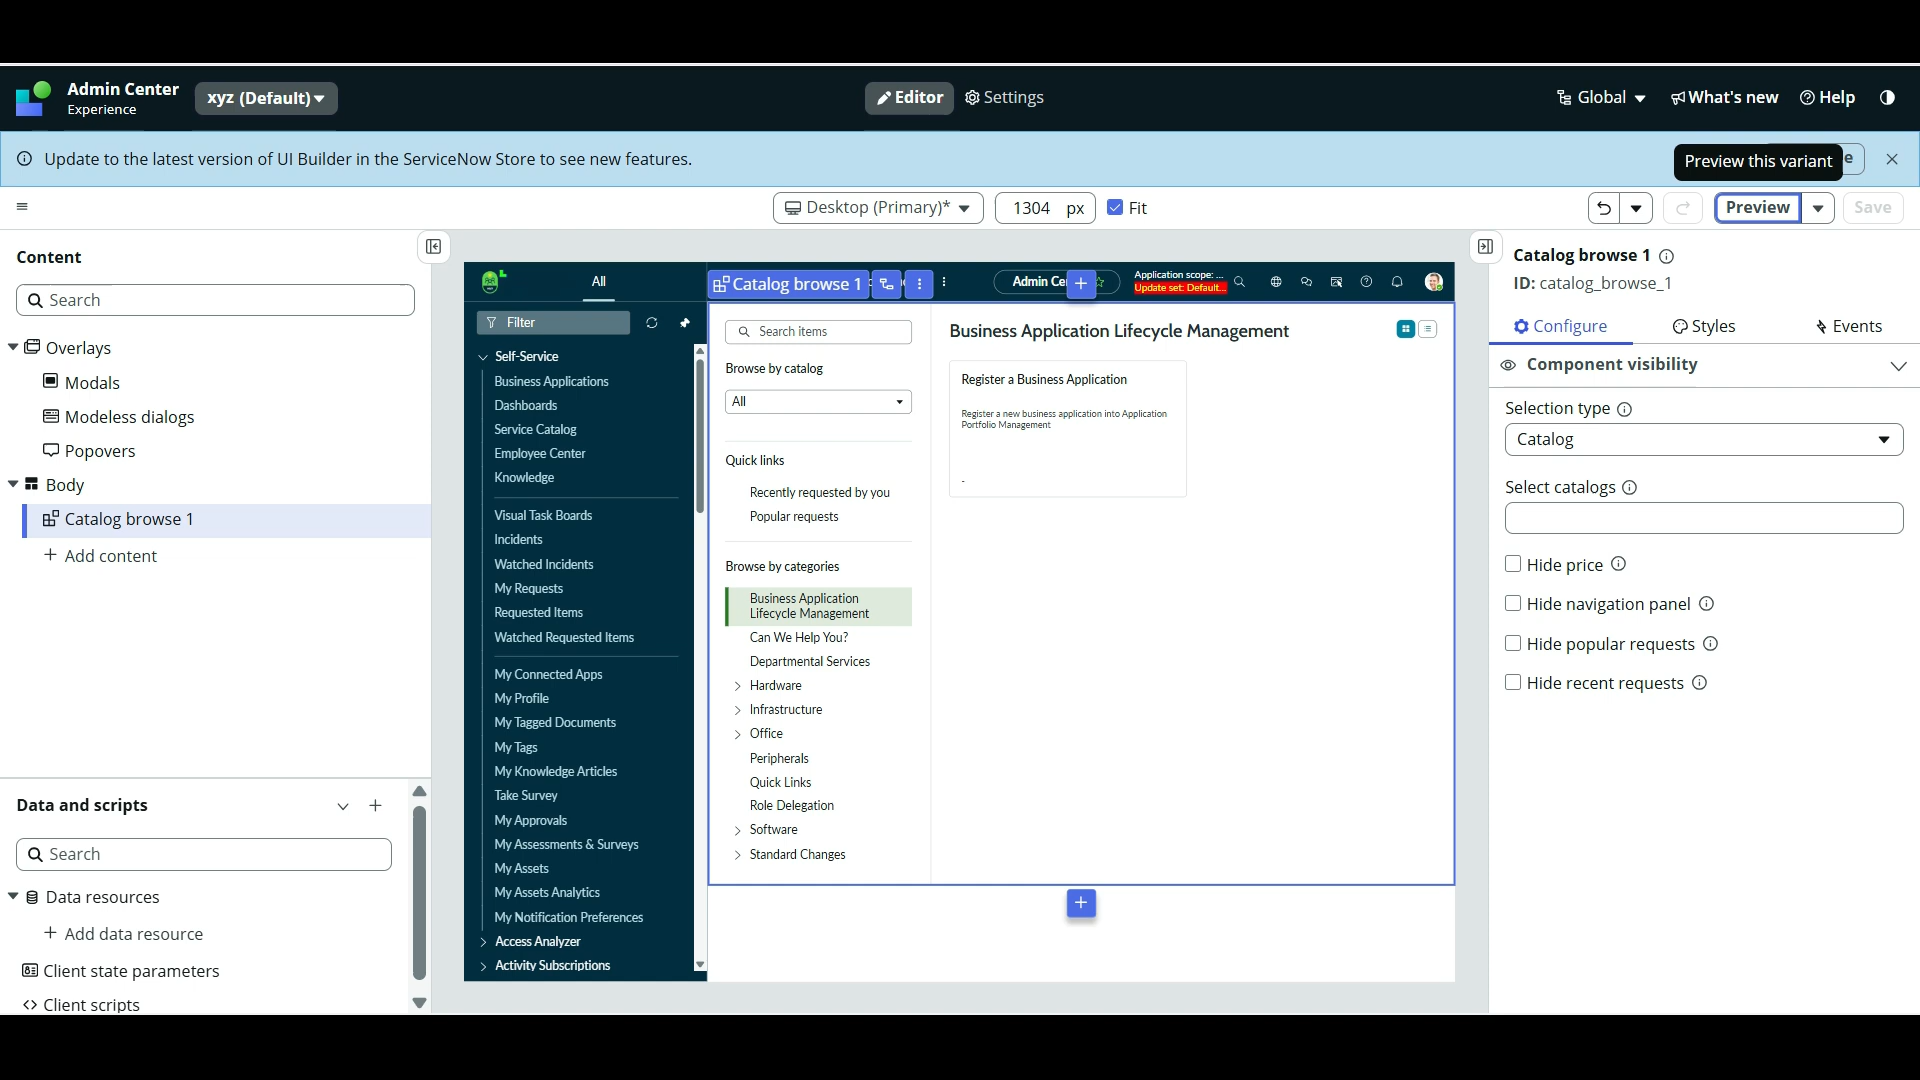 Admin Center
Experience
xyz (Default)
Editor
Settings
Global
What's new
Help
Update to the latest version of UI Builder in the ServiceNow Store to see new features.
Preview this variant
Desktop (Primary)*
1304 px
Fit
Preview
Save
Content
Search
Overlays
Modals
Modeless dialogs
Popovers
Body
Catalog browse 1
+ Add content
Data and scripts
Search
Data resources
+ Add data resource
Client state parameters
Client scripts
All
Catalog browse 1
Admin Ce
Application scope: ...
Update set: Default...
Filter
Self-Service
Business Applications
Dashboards
Service Catalog
Employee Center
Knowledge
Visual Task Boards
Incidents
Watched Incidents
My Requests
Requested Items
Watched Requested Items
My Connected Apps
My Profile
My Tagged Documents
My Tags
My Knowledge Articles
Take Survey
My Approvals
My Assessments & Surveys
My Assets
My Assets Analytics
My Notification Preferences
Access Analyzer
Activity Subscriptions
Search items
Browse by catalog
All
Quick links
Recently requested by you
Popular requests
Browse by categories
Business Application
Lifecycle Management
Can We Help You?
Departmental Services
Hardware
Infrastructure
Office
Peripherals
Quick Links
Role Delegation
Software
Standard Changes
Business Application Lifecycle Management
Register a Business Application
Register a new business application into Application
Portfolio Management
-
Catalog browse 1
ID: catalog_browse_1
Configure
Styles
Events
Component visibility
Selection type
Catalog
Select catalogs
Hide price
Hide navigation panel
Hide popular requests
Hide recent requests